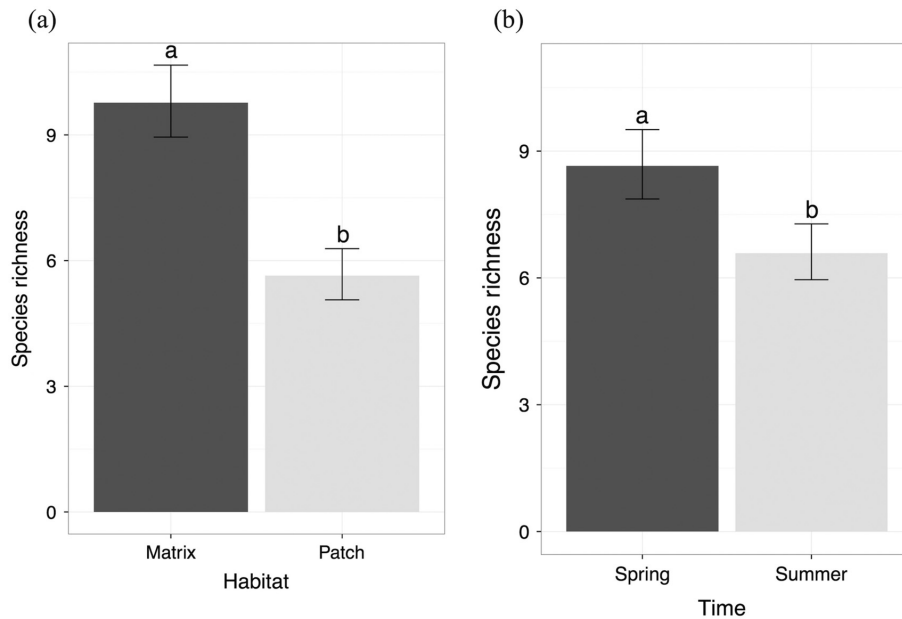 (a)
a
b
9
6
3
0
Species richness
Matrix
Patch
Habitat
(b)
a
b
9
6
3
0
Species richness
Spring
Summer
Time